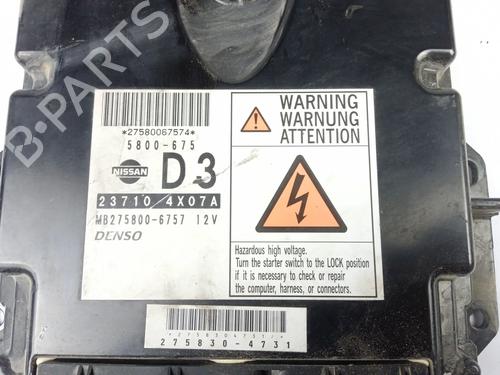 B-PARTS
*27580067574*
5800-675
NISSAN
D3
23710 4X07A
MB275800-6757 12V
DENSO
WARNING
WARNUNG
ATTENTION
Hazardous high voltage.
Turn the starter switch to the LOCK position
if it is necessary to check or repair
the computer, harness, or connectors.
*2758304731*
275830-4731